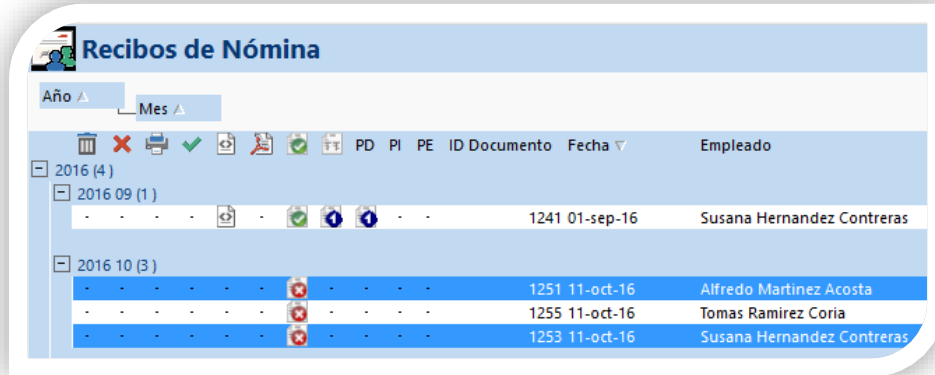 Recibos de Nómina
Año
Mes
PD PI PE ID Documento Fecha Empleado
2016 (4)
2016 09 (1)
1 1 1241 01-sep-16 Susana Hernandez Contreras
2016 10 (3)
1251 11-oct-16 Alfredo Martinez Acosta
1255 11-oct-16 Tomas Ramirez Coria
1253 11-oct-16 Susana Hernandez Contreras